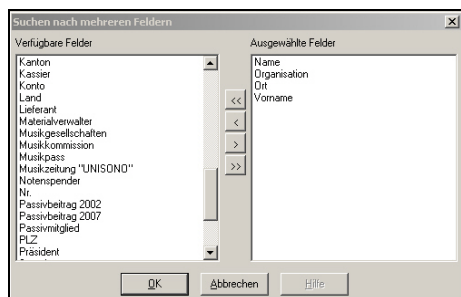 Suchen nach mehreren Feldern
Verfügbare Felder
Kanton
Kassier
Konto
Land
Lieferant
Materialverwalter
Musikgesellschaften
Musikkommission
Musikpass
Musikzeitung "UNISONO"
Notenspender
Nr.
Passivbeitrag 2002
Passivbeitrag 2007
Passivmitglied
PLZ
Präsident
<<
<
>
>>
Ausgewählte Felder
Name
Organisation
Ort
Vorname
OK
Abbrechen
Hilfe